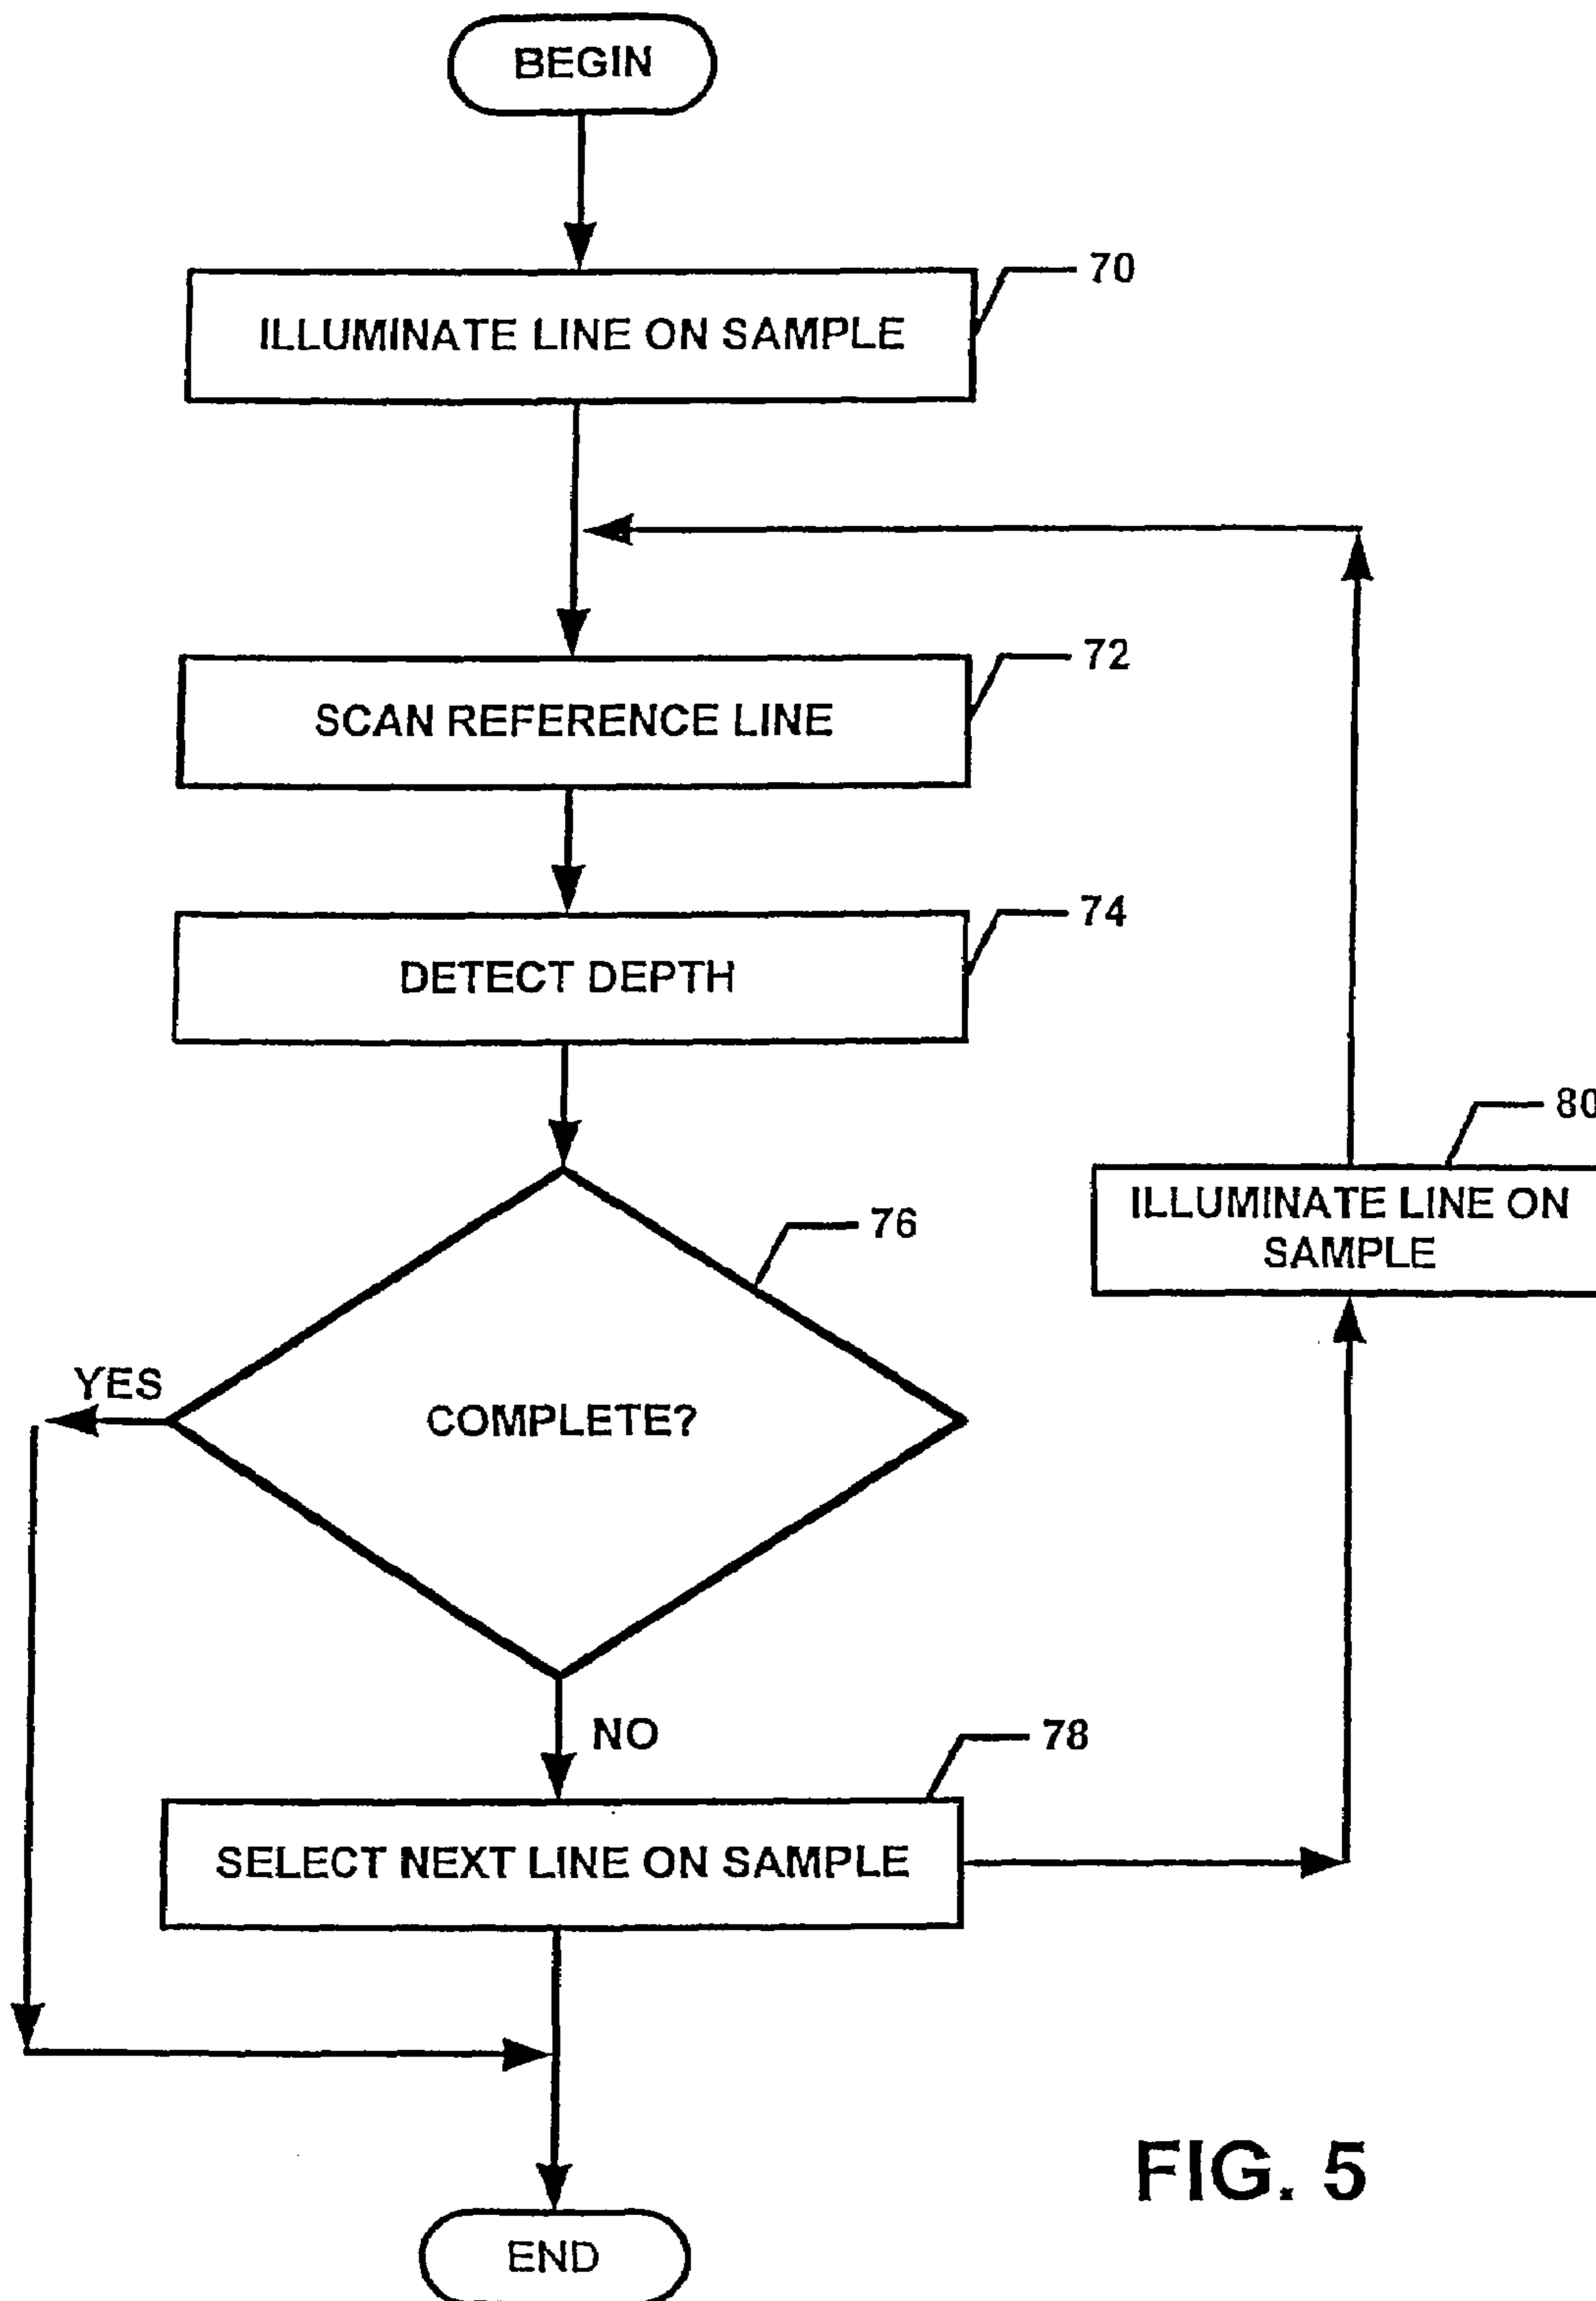 BEGIN
70
ILLUMINATE LINE ON SAMPLE
72
SCAN REFERENCE LINE
74
DETECT DEPTH
80
ILLUMINATE LINE ON
SAMPLE
76
YES
COMPLETE?
NO
78
SELECT NEXT LINE ON SAMPLE
FIG. 5
END